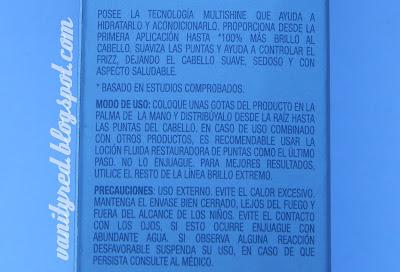 POSEE LA TECNOLOGÍA MULTISHINE QUE AYUDA A
HIDRATARLO Y ACONDICIONARLO. PROPORCIONA DESDE LA
PRIMERA APLICACIÓN HASTA *100% MÁS BRILLO AL
CABELLO. SUAVIZA LAS PUNTAS Y AYUDA A CONTROLAR EL
FRIZZ, DEJANDO EL CABELLO SUAVE, SEDOSO Y CON
ASPECTO SALUDABLE.
* BASADO EN ESTUDIOS COMPROBADOS.
MODO DE USO: COLOQUE UNAS GOTAS DEL PRODUCTO EN LA
PALMA DE LA MANO Y DISTRIBÚYALO DESDE LA RAÍZ HASTA
LAS PUNTAS DEL CABELLO. EN CASO DE USO COMBINADO
CON OTROS PRODUCTOS, ES RECOMENDABLE USAR LA
LOCIÓN FLUIDA RESTAURADORA DE PUNTAS COMO EL ÚLTIMO
PASO. NO LO ENJUAGUE. PARA MEJORES RESULTADOS,
UTILICE EL RESTO DE LA LÍNEA BRILLO EXTREMO.
PRECAUCIONES: USO EXTERNO. EVITE EL CALOR EXCESIVO.
MANTENGA EL ENVASE BIEN CERRADO, LEJOS DEL FUEGO Y
FUERA DEL ALCANCE DE LOS NIÑOS. EVITE EL CONTACTO
CON LOS OJOS, SI ESTO OCURRE ENJUAGUE CON
ABUNDANTE AGUA. SI OBSERVA ALGUNA REACCIÓN
DESFAVORABLE SUSPENDA SU USO, EN CASO DE QUE
PERSISTA CONSULTE AL MÉDICO.
vanilyred.blogspot.com